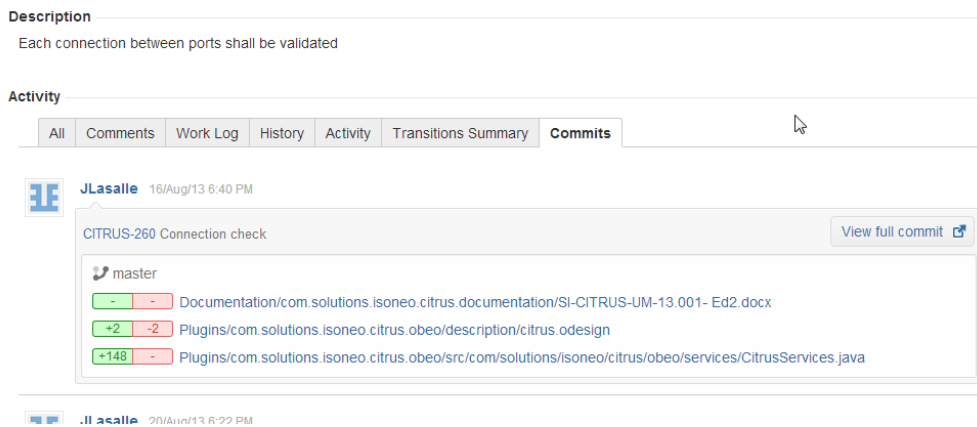 Description
Each connection between ports shall be validated
Activity
All Comments Work Log History Activity Transitions Summary Commits
JLasalle 16/Aug/13 6:40 PM
CITRUS-260 Connection check View full commit
master
- - Documentation/com.solutions.isoneo.citrus.documentation/SI-CITRUS-UM-13.001- Ed2.docx
+2 -2 Plugins/com.solutions.isoneo.citrus.obeo/description/citrus.odesign
+148 - Plugins/com.solutions.isoneo.citrus.obeo/src/com/solutions/isoneo/citrus/obeo/services/CitrusServices.java
JLasalle 20/Aug/13 6:22 PM